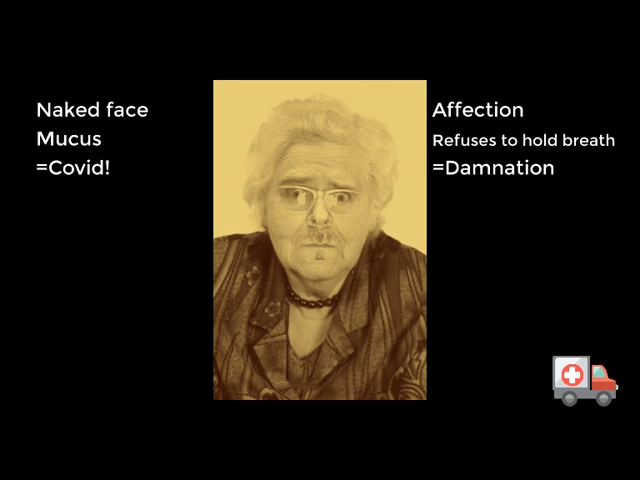 Naked face
Mucus
=Covid!
Affection
Refuses to hold breath
=Damnation